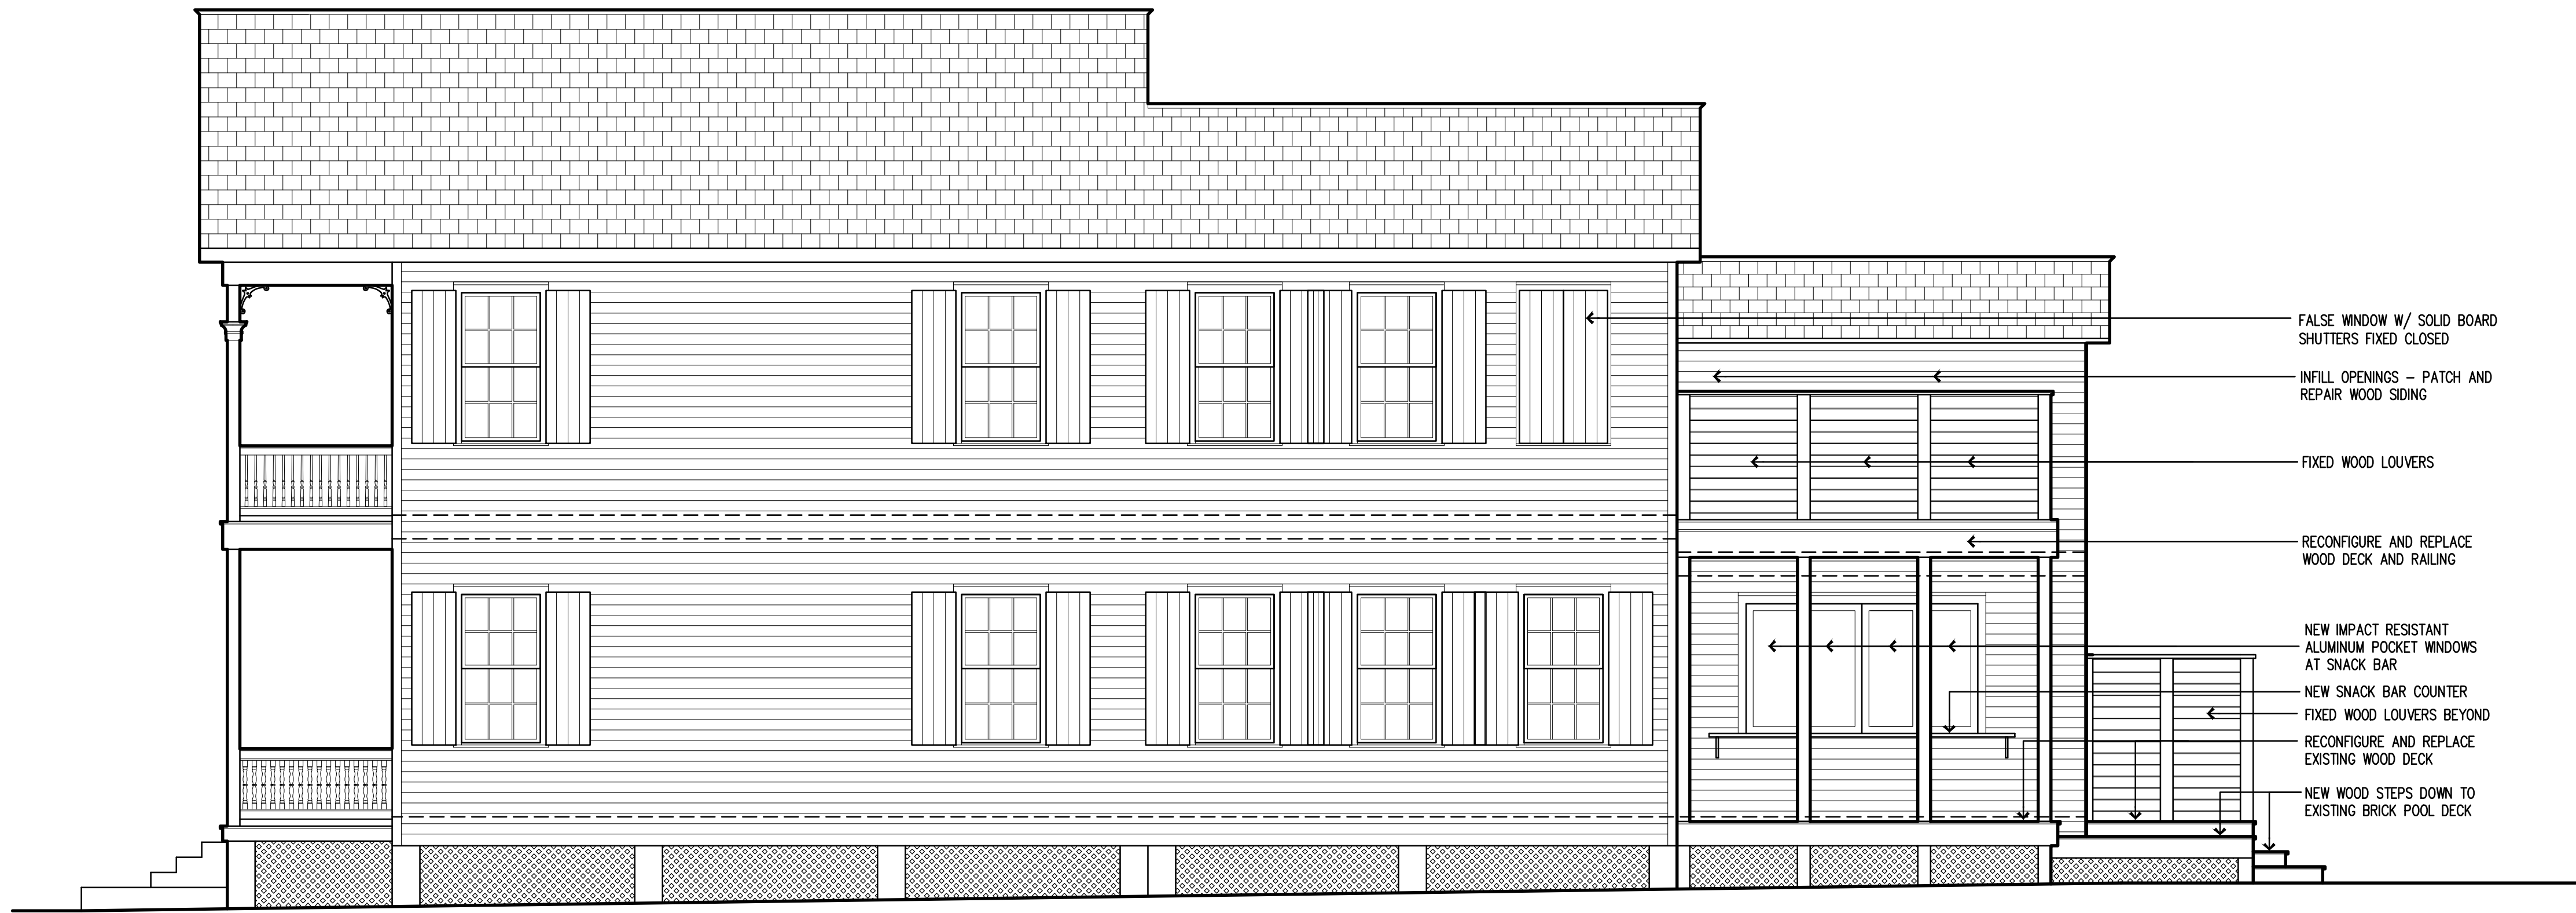 FALSE WINDOW W/ SOLID BOARD
SHUTTERS FIXED CLOSED
INFILL OPENINGS – PATCH AND
REPAIR WOOD SIDING
FIXED WOOD LOUVERS
RECONFIGURE AND REPLACE
WOOD DECK AND RAILING
NEW IMPACT RESISTANT
ALUMINUM POCKET WINDOWS
AT SNACK BAR
NEW SNACK BAR COUNTER
FIXED WOOD LOUVERS BEYOND
RECONFIGURE AND REPLACE
EXISTING WOOD DECK
NEW WOOD STEPS DOWN TO
EXISTING BRICK POOL DECK